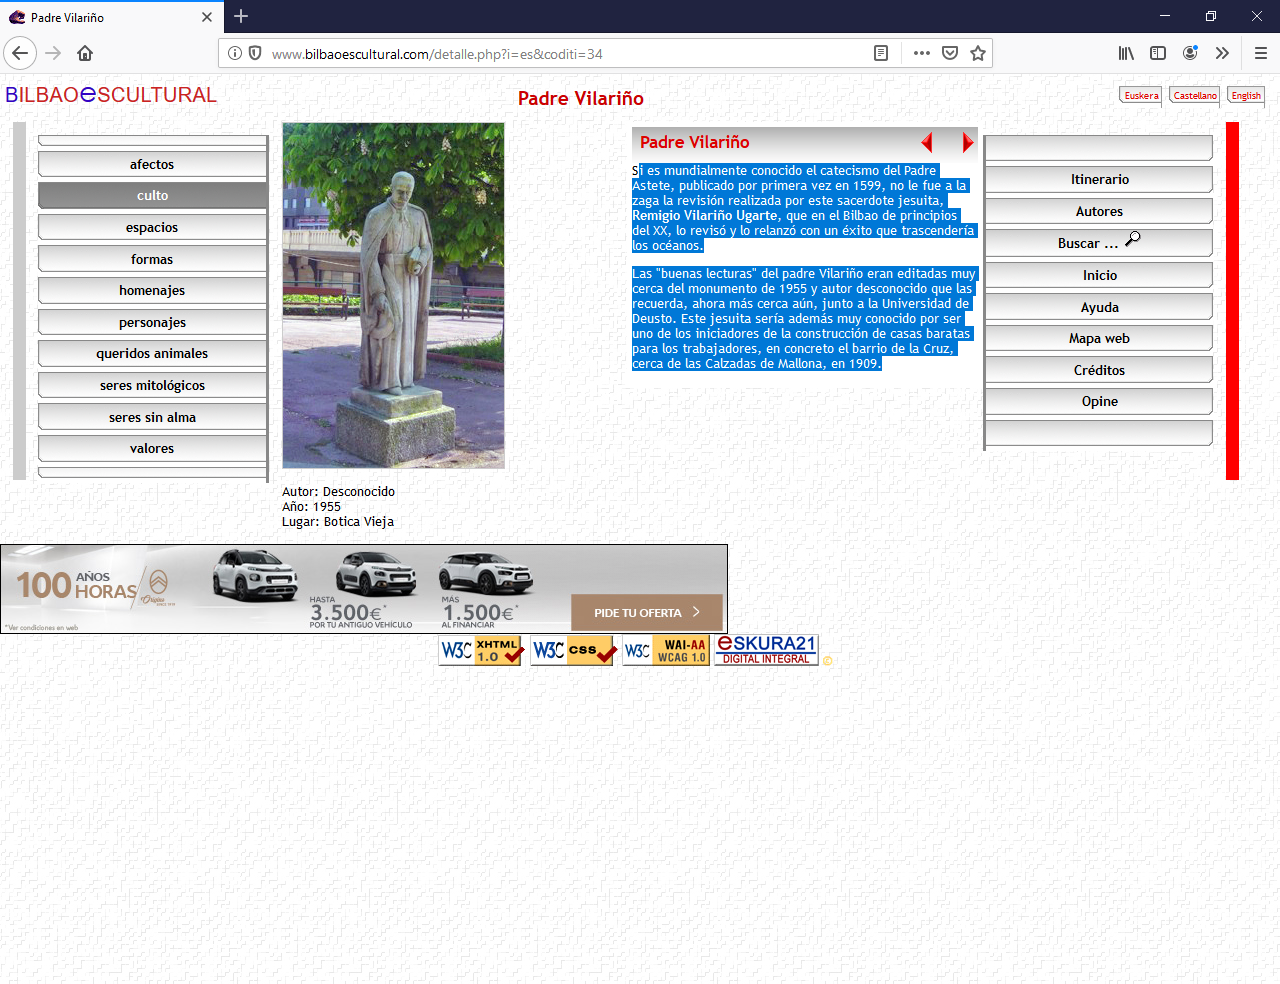 Padre Vilariño
www.bilbaoescultural.com/detalle.php?i=es&coditi=34
BILBAOeSCULTURAL
Padre Vilariño
Euskera
Castellano
English
afectos
culto
espacios
formas
homenajes
personajes
queridos animales
seres mitológicos
seres sin alma
valores
Autor: Desconocido
Año: 1955
Lugar: Botica Vieja
Padre Vilariño
Si es mundialmente conocido el catecismo del Padre
Astete, publicado por primera vez en 1599, no le fue a la
zaga la revisión realizada por este sacerdote jesuita,
Remigio Vilariño Ugarte, que en el Bilbao de principios
del XX, lo revisó y lo relanzó con un éxito que trascendería
los océanos.
Las "buenas lecturas" del padre Vilariño eran editadas muy
cerca del monumento de 1955 y autor desconocido que las
recuerda, ahora más cerca aún, junto a la Universidad de
Deusto. Este jesuita sería además muy conocido por ser
uno de los iniciadores de la construcción de casas baratas
para los trabajadores, en concreto el barrio de la Cruz,
cerca de las Calzadas de Mallona, en 1909.
Itinerario
Autores
Buscar ...
Inicio
Ayuda
Mapa web
Créditos
Opine
100 AÑOS
HORAS
Origins
SINCE 1919
*Ver condiciones en web
HASTA
3.500€*
POR TU ANTIGUO VEHÍCULO
MÁS
1.500€*
AL FINANCIAR
PIDE TU OFERTA
W3C XHTML 1.0
W3C CSS
W3C WAI-AA WCAG 1.0
eSKURA21
DIGITAL INTEGRAL